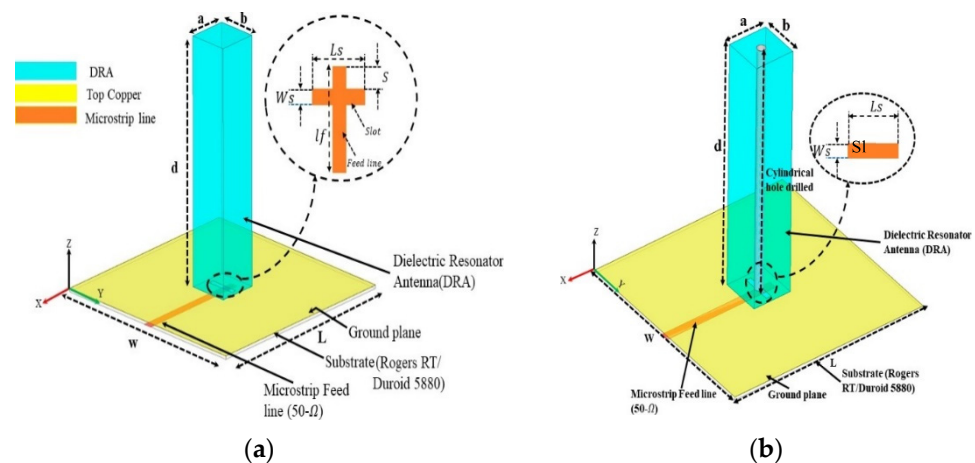 DRA
Top Copper
Microstrip line
a
b
d
Ls
S
Ws
lf
Slot
Feed line
Z
X
Y
W
L
Dielectric Resonator
Antenna(DRA)
Ground plane
Substrate (Rogers RT/
Duroid 5880)
Microstrip Feed
line (50-Ω)
(a)
a
b
d
Cylindrical
hole drilled
Ls
Ws
Sl
Z
X
Y
W
L
Dielectric Resonator
Antenna (DRA)
Substrate (Rogers
RT/Duroid 5880)
Microstrip Feed line
(50-Ω)
Ground plane
(b)